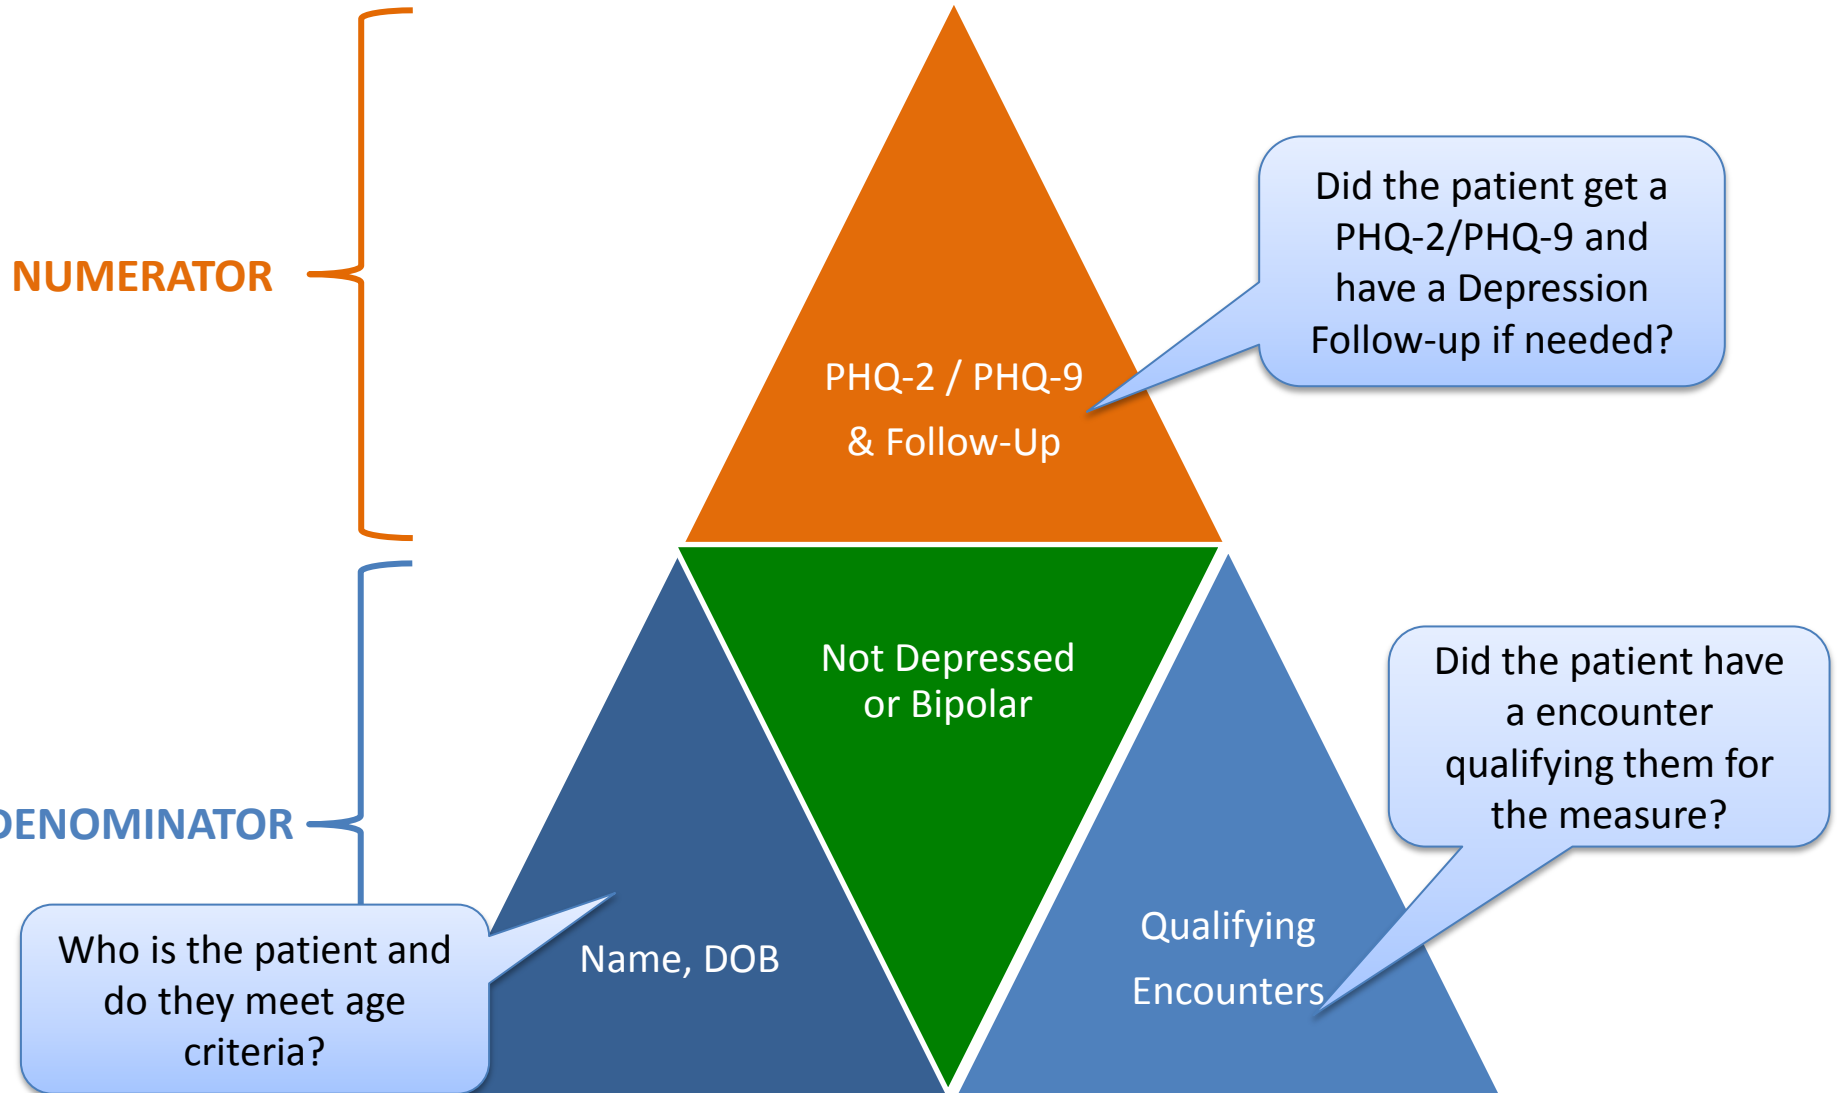 NUMERATOR
PHQ-2 / PHQ-9
& Follow-Up
Did the patient get a
PHQ-2/PHQ-9 and
have a Depression
Follow-up if needed?
DENOMINATOR
Not Depressed
or Bipolar
Did the patient have
a encounter
qualifying them for
the measure?
Who is the patient and
do they meet age
criteria?
Name, DOB
Qualifying
Encounters